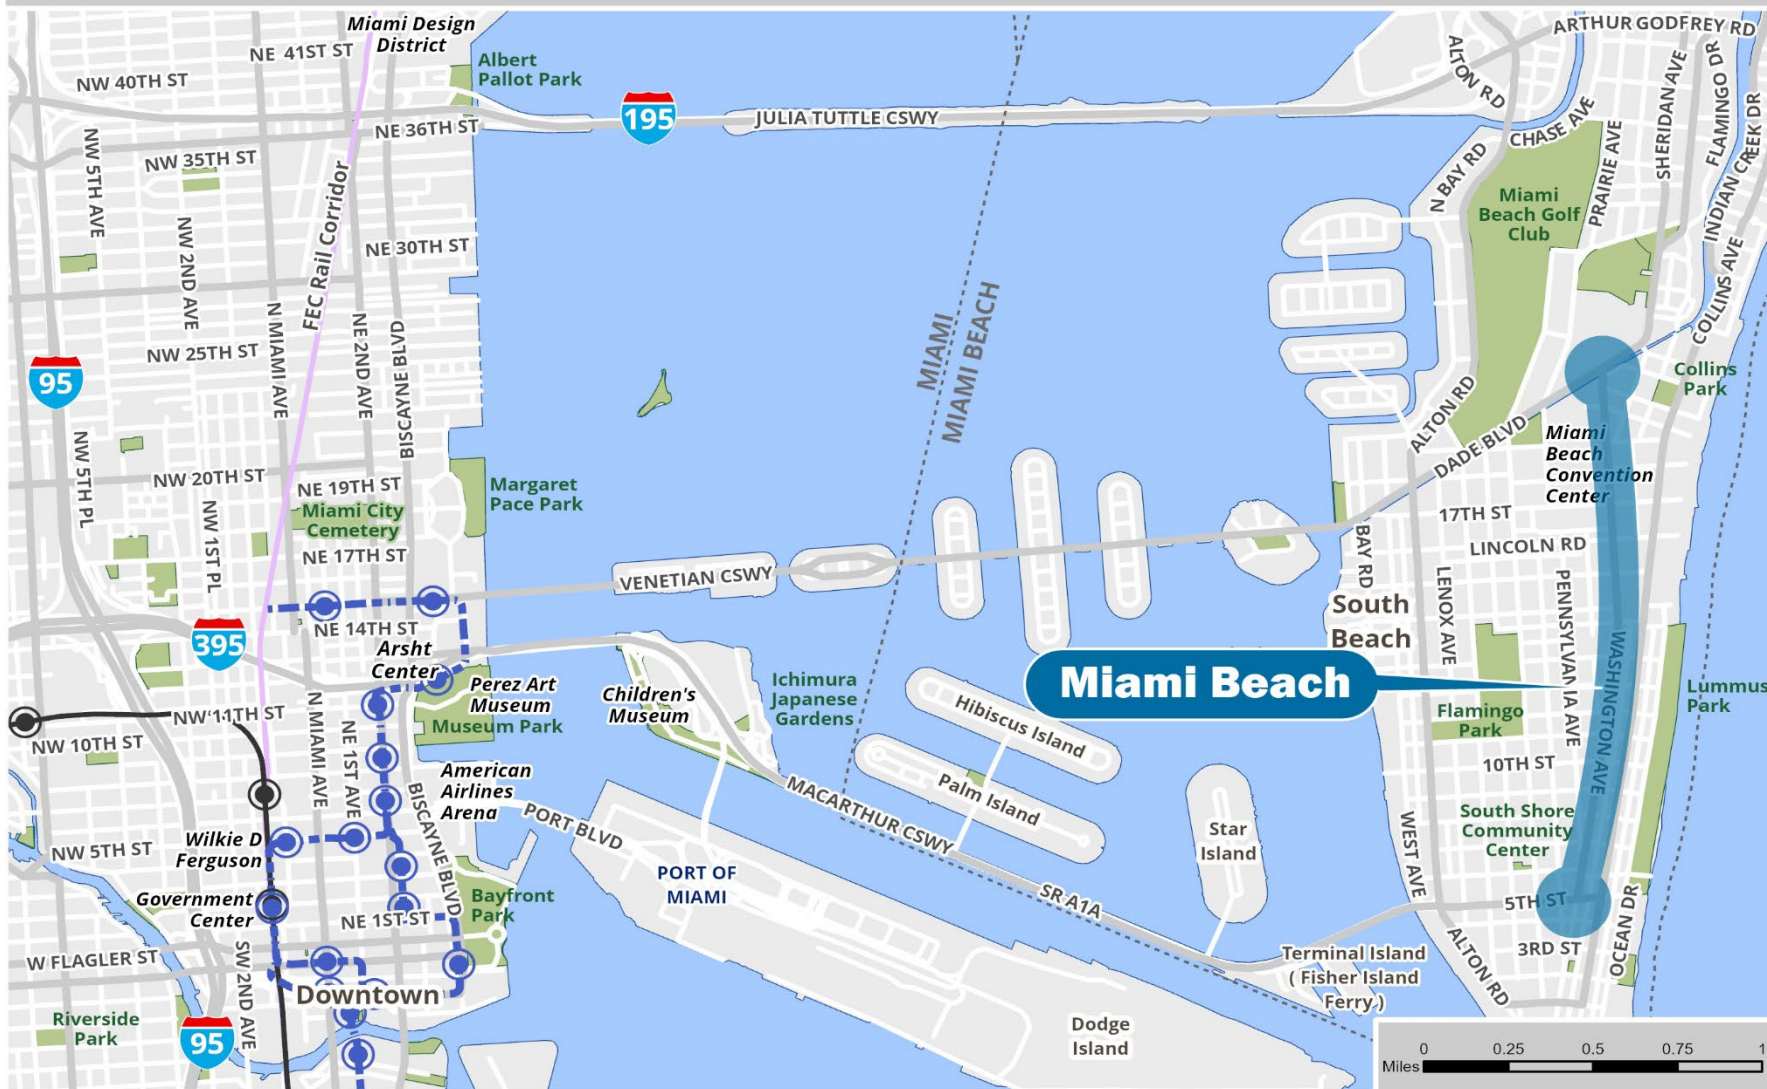 Miami Design
District
NE 41ST ST
NW 40TH ST
Albert
Pallot Park
ARTHUR GODFREY RD
ALTON RD
195
JULIA TUTTLE CSWY
NE 36TH ST
NW 35TH ST
NW 5TH AVE
CHASE AVE
PRAIRIE AVE
SHERIDAN AVE
FLAMINGO DR
INDIAN CREEK DR
N BAY RD
Miami
Beach Golf
Club
NW 2ND AVE
FEC Rail Corridor
NE 30TH ST
N MIAMI AVE
NE 2ND AVE
BISCAYNE BLVD
COLLINS AVE
MIAMI
MIAMI BEACH
NW 25TH ST
95
Collins
Park
ALTON RD
DADE BLVD
Miami
Beach
Convention
Center
NW 5TH PL
NW 20TH ST
NE 19TH ST
Miami City
Cemetery
NE 17TH ST
Margaret
Pace Park
NW 1ST PL
17TH ST
LINCOLN RD
BAY RD
LENOX AVE
PENNSYLVANIA AVE
WASHINGTON AVE
VENETIAN CSWY
South
Beach
NE 14TH ST
395
Arsht
Center
Perez Art
Museum
Museum Park
Children's
Museum
Ichimura
Japanese
Gardens
Miami Beach
Lummus
Park
Flamingo
Park
Hibiscus Island
Palm Island
NW 11TH ST
NW 10TH ST
N MIAMI AVE
NE 1ST AVE
BISCAYNE BLVD
American
Airlines
Arena
PORT BLVD
MACARTHUR CSWY
10TH ST
South Shore
Community
Center
Star
Island
WEST AVE
Wilkie D
Ferguson
NW 5TH ST
PORT OF
MIAMI
Government
Center
NE 1ST ST
Bayfront
Park
SR A1A
5TH ST
OCEAN DR
3RD ST
ALTON RD
W FLAGLER ST
SW 2ND AVE
Downtown
Terminal Island
( Fisher Island
Ferry )
Riverside
Park
95
Dodge
Island
0 0.25 0.5 0.75 1
Miles